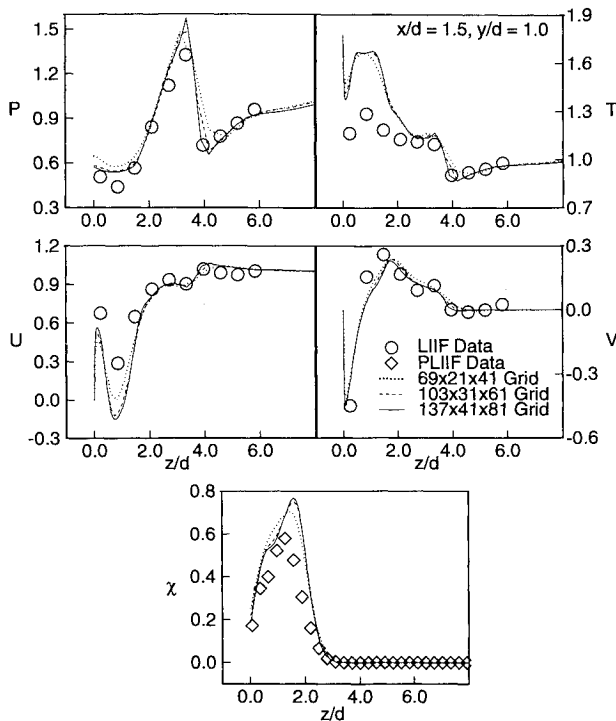 x/d = 1.5, y/d = 1.0
P
1.5
1.2
0.9
0.6
0.3
0.0 2.0 4.0 6.0
T
1.9
1.6
1.3
1.0
0.7
0.0 2.0 4.0 6.0
U
1.2
0.9
0.6
0.3
0.0
-0.3
0.0 2.0 4.0 6.0
z/d
V
0.3
0.0
-0.3
-0.6
0.0 2.0 4.0 6.0
z/d
LIIF Data
PLIIF Data
69x21x41 Grid
103x31x61 Grid
137x41x81 Grid
χ
0.8
0.6
0.4
0.2
0.0
0.0 2.0 4.0 6.0
z/d